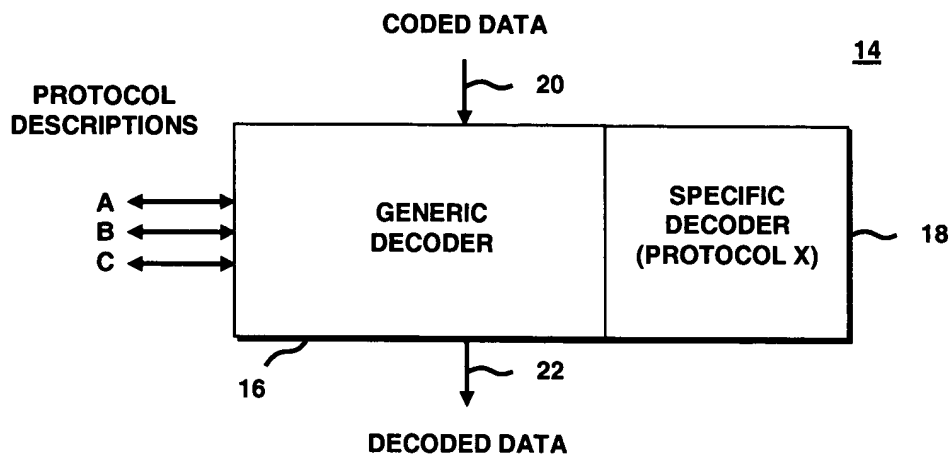 CODED DATA
14
20
PROTOCOL
DESCRIPTIONS
A
B
C
GENERIC
DECODER
SPECIFIC
DECODER
(PROTOCOL X)
18
16
22
DECODED DATA